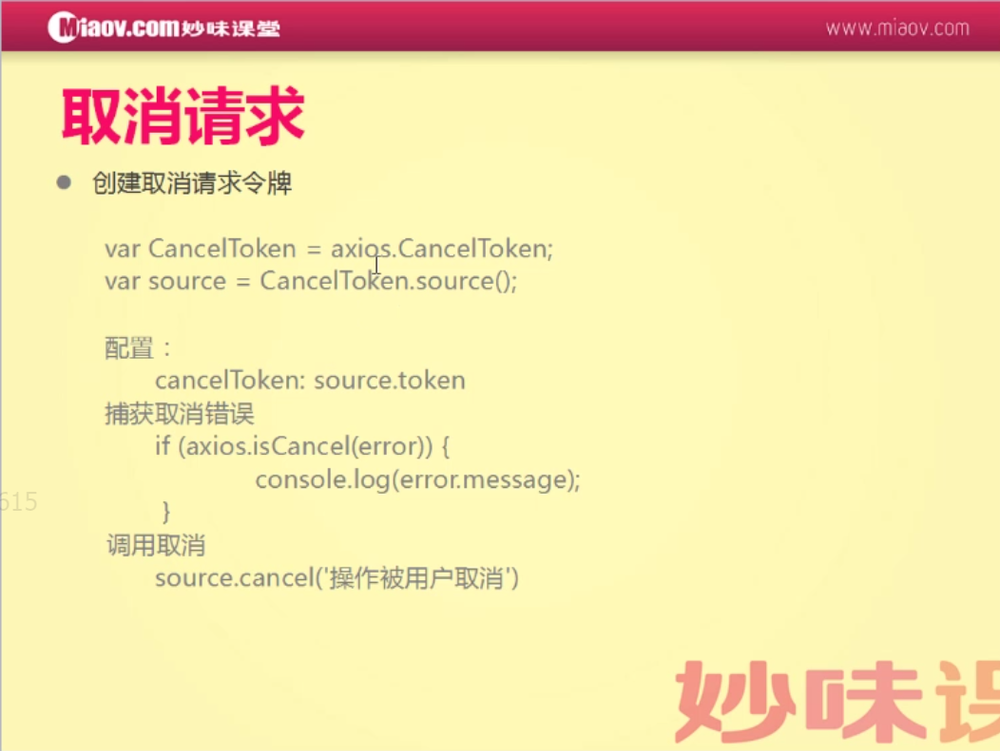 Miaov.com妙味课堂
www.miaov.com
取消请求
创建取消请求令牌
var CancelToken = axios.CancelToken;
var source = CancelToken.source();
配置：
cancelToken: source.token
捕获取消错误
if (axios.isCancel(error)) {
console.log(error.message);
}
615
调用取消
source.cancel('操作被用户取消')
妙味课